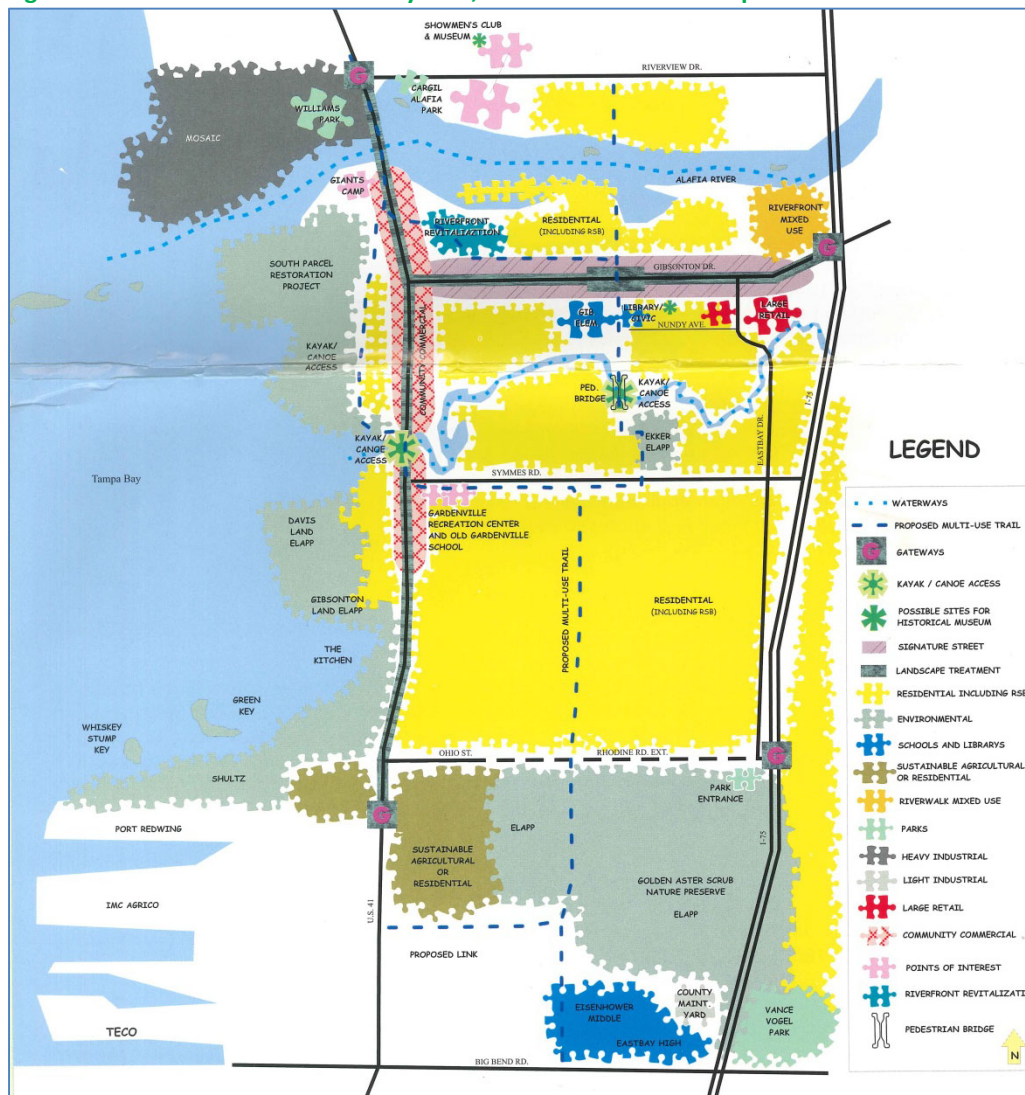 SHOWMEN'S CLUB
& MUSEUM
RIVERVIEW DR.
G
CARGIL
ALAFIA
PARK
WILLIAMS
PARK
MOSAIC
ALAFIA RIVER
GIANTS
CAMP
RIVERFRONT
MIXED
USE
RIVERFRONT
REVITALIAZTION
RESIDENTIAL
(INCLUDING RSB)
G
SOUTH PARCEL
RESTORATION
PROJECT
GIBSONTON DR.
GIB
ELEM.
LIBRARY/
CIVIC
LARGE
RETAIL
NUNDY AVE.
KAYAK/
CANOE
ACCESS
COMMUNITY COMMERCIAL
PED.
BRIDGE
KAYAK/
CANOE
ACCESS
I-75
EASTBAY DR.
KAYAK/
CANOE
ACCESS
EKKER
ELAPP
SYMMES RD.
Tampa Bay
GARDENVILLE
RECREATION CENTER
AND OLD GARDENVILLE
SCHOOL
DAVIS
LAND
ELAPP
PROPOSED MULTI-USE TRAIL
RESIDENTIAL
(INCLUDING RSB)
GIBSONTON
LAND ELAPP
THE
KITCHEN
GREEN
KEY
WHISKEY
STUMP
KEY
SHULTZ
OHIO ST.
RHODINE RD. EXT.
G
PARK
ENTRANCE
G
PORT REDWING
ELAPP
I-75
SUSTAINABLE
AGRICULTURAL
OR
RESIDENTIAL
GOLDEN ASTER SCRUB
NATURE PRESERVE
ELAPP
IMC AGRICO
U.S. 41
PROPOSED LINK
EISENHOWER
MIDDLE
EASTBAY HIGH
COUNTY
MAINT.
YARD
VANCE
VOGEL
PARK
TECO
BIG BEND RD.
LEGEND
WATERWAYS
PROPOSED MULTI-USE TRAIL
G GATEWAYS
KAYAK / CANOE ACCESS
POSSIBLE SITES FOR
HISTORICAL MUSEUM
SIGNATURE STREET
LANDSCAPE TREATMENT
RESIDENTIAL INCLUDING RSB
ENVIRONMENTAL
SCHOOLS AND LIBRARYS
SUSTAINABLE AGRICULTURAL
OR RESIDENTIAL
RIVERWALK MIXED USE
PARKS
HEAVY INDUSTRIAL
LIGHT INDUSTRIAL
LARGE RETAIL
COMMUNITY COMMERCIAL
POINTS OF INTEREST
RIVERFRONT REVITALIZATI
PEDESTRIAN BRIDGE
N